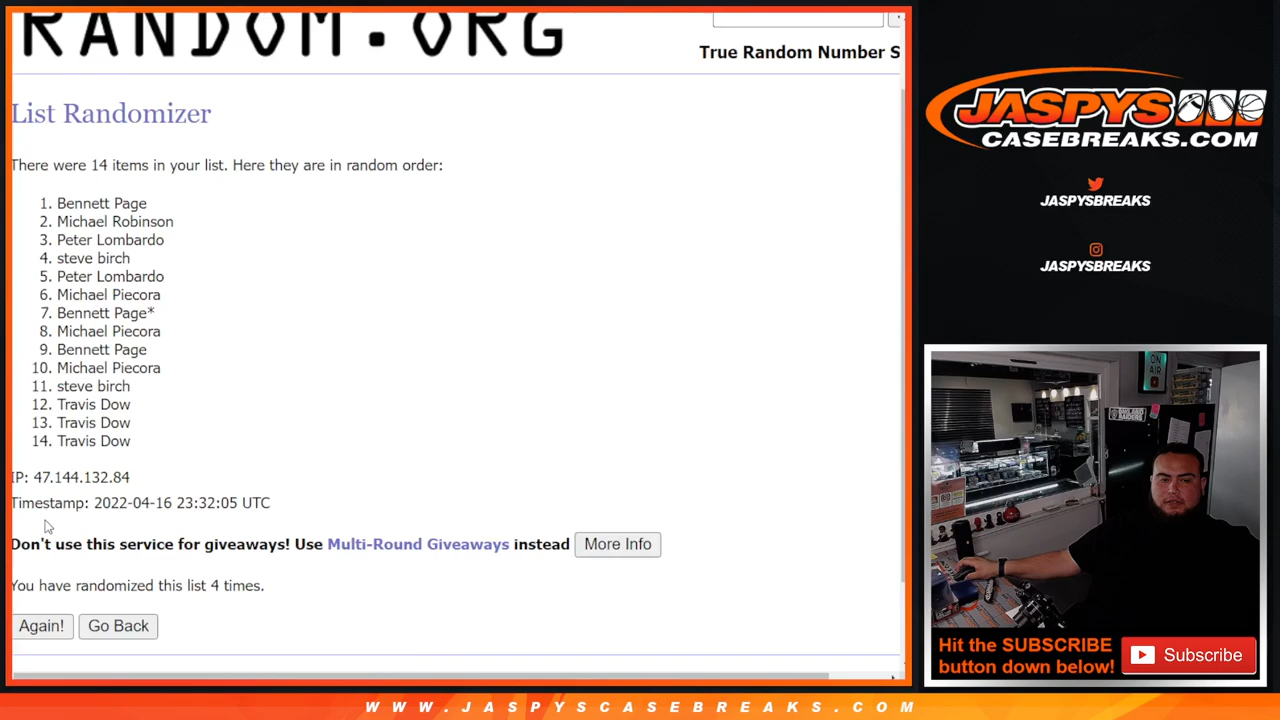 RANDOM.ORG
True Random Number S
List Randomizer
There were 14 items in your list. Here they are in random order:
1. Bennett Page
2. Michael Robinson
3. Peter Lombardo
4. steve birch
5. Peter Lombardo
6. Michael Piecora
7. Bennett Page*
8. Michael Piecora
9. Bennett Page
10. Michael Piecora
11. steve birch
12. Travis Dow
13. Travis Dow
14. Travis Dow
IP: 47.144.132.84
Timestamp: 2022-04-16 23:32:05 UTC
Don't use this service for giveaways! Use Multi-Round Giveaways instead
More Info
You have randomized this list 4 times.
Again!
Go Back
JASPYS
CASEBREAKS.COM
JASPYSBREAKS
JASPYSBREAKS
ON
AIR
Hit the SUBSCRIBE
button down below!
Subscribe
WWW.JASPYSCASEBREAKS.COM